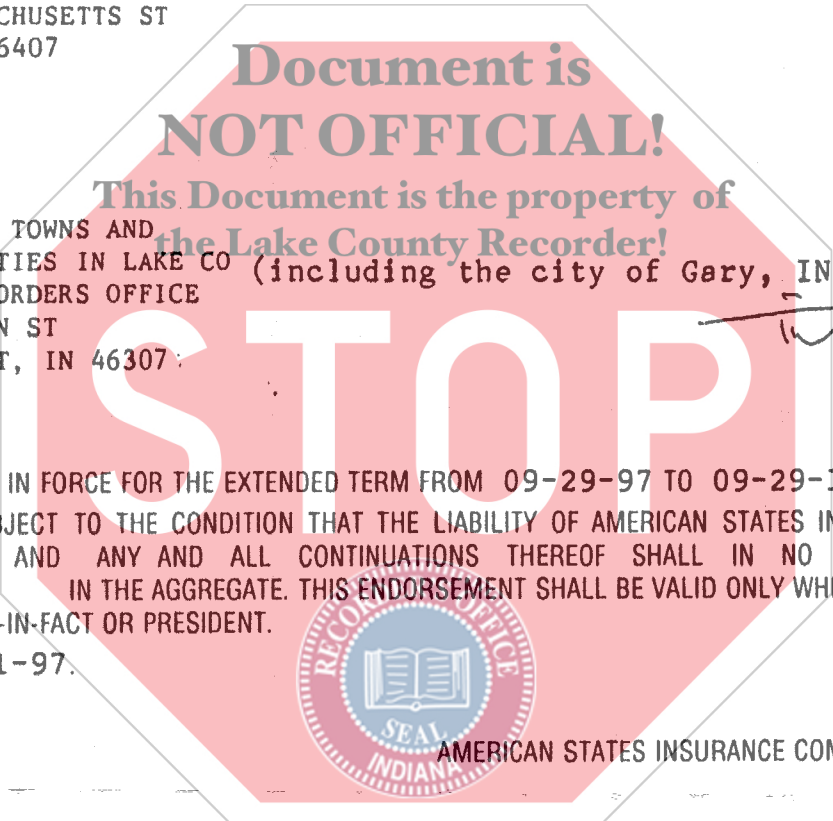 CHUSETTS ST
6407
Document is
NOT OFFICIAL!
This Document is the property of
the Lake County Recorder!
TOWNS AND
TIES IN LAKE CO (including the city of Gary, IN
ORDERS OFFICE
N ST
T, IN 46307
STOP
IN FORCE FOR THE EXTENDED TERM FROM 09-29-97 TO 09-29-1
BJECT TO THE CONDITION THAT THE LIABILITY OF AMERICAN STATES IN
AND ANY AND ALL CONTINUATIONS THEREOF SHALL IN NO
IN THE AGGREGATE. THIS ENDORSEMENT SHALL BE VALID ONLY WH
-IN-FACT OR PRESIDENT.
1-97.
SEAL
INDIANA
AMERICAN STATES INSURANCE COM